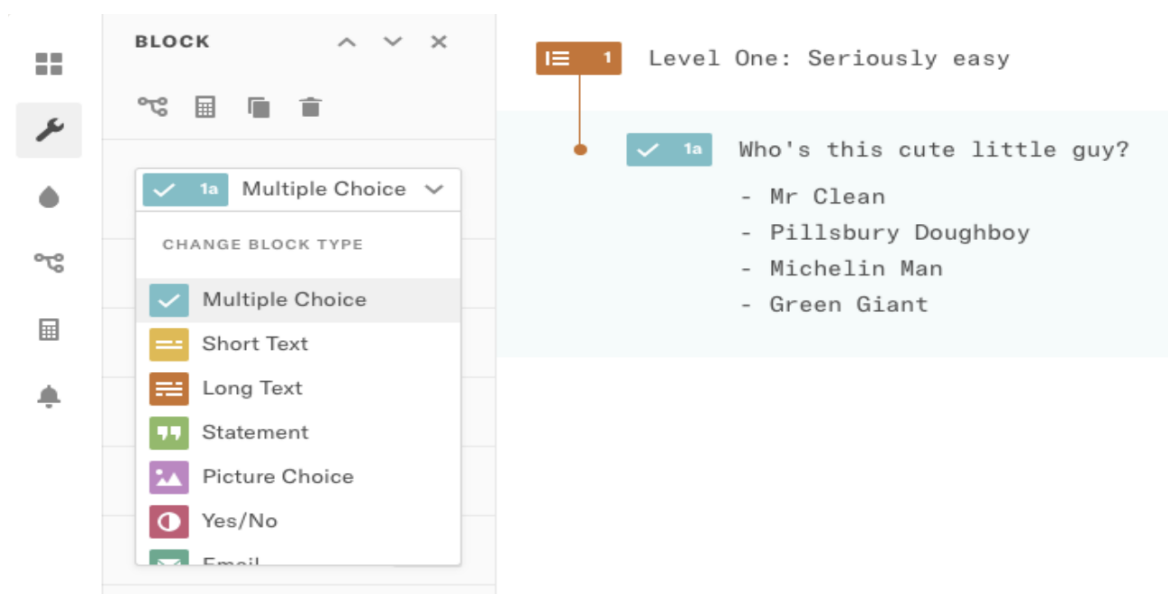 BLOCK
1a Multiple Choice
CHANGE BLOCK TYPE
Multiple Choice
Short Text
Long Text
Statement
Picture Choice
Yes/No
Email
1 Level One: Seriously easy
1a Who's this cute little guy?
- Mr Clean
- Pillsbury Doughboy
- Michelin Man
- Green Giant